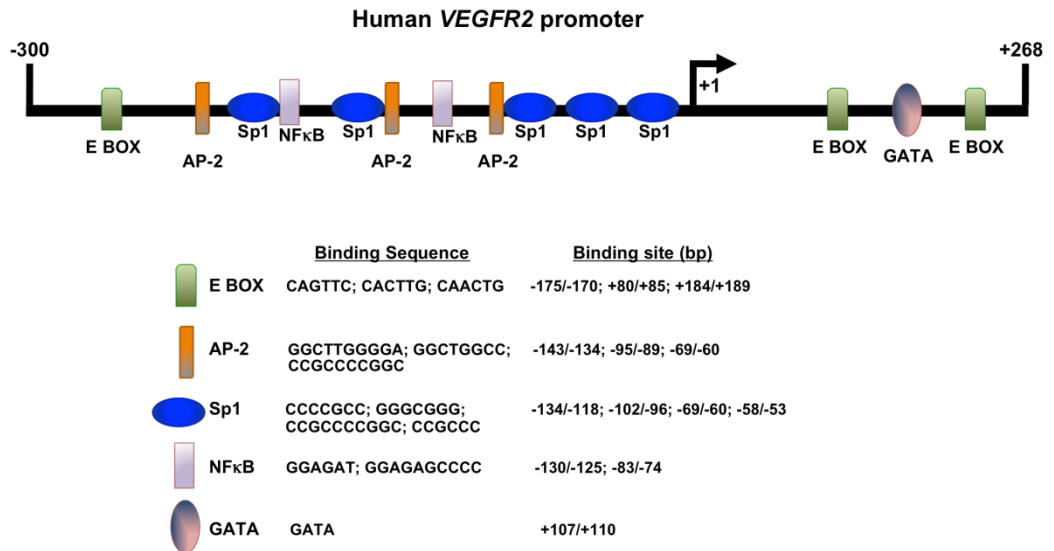 Human VEGFR2 promoter
-300
+268
+1
E BOX
AP-2
Sp1
NFκB
Sp1
AP-2
NFκB
AP-2
Sp1
Sp1
Sp1
E BOX
GATA
E BOX
Binding Sequence Binding site (bp)
E BOX CAGTTC; CACTTG; CAACTG -175/-170; +80/+85; +184/+189
AP-2 GGCTTGGGGA; GGCTGGCC; -143/-134; -95/-89; -69/-60
CCGCCCCGGC
Sp1 CCCCGCC; GGGCGGG; -134/-118; -102/-96; -69/-60; -58/-53
CCGCCCCGGC; CCGCCC
NFκB GGAGAT; GGAGAGCCCC -130/-125; -83/-74
GATA GATA +107/+110